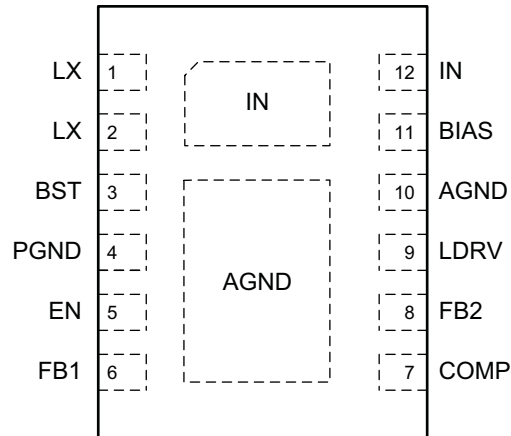 LX 1 IN 12 IN
LX 2 11 BIAS
BST 3 10 AGND
PGND 4 AGND 9 LDRV
EN 5 8 FB2
FB1 6 7 COMP